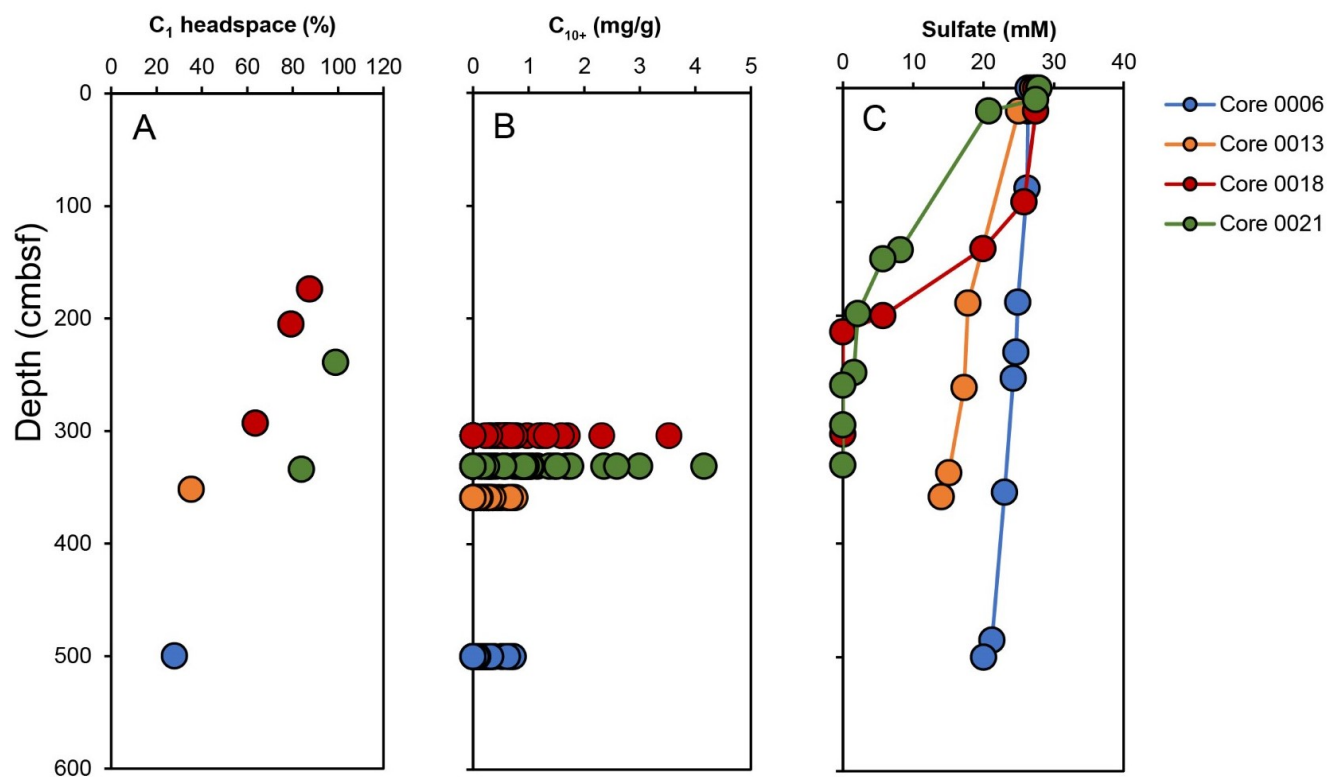 C₁ headspace (%)
0 20 40 60 80 100 120
C₁₀₊ (mg/g)
0 1 2 3 4 5
Sulfate (mM)
0 10 20 30 40
Depth (cmbsf)
0
100
200
300
400
500
600
A
B
C
Core 0006
Core 0013
Core 0018
Core 0021